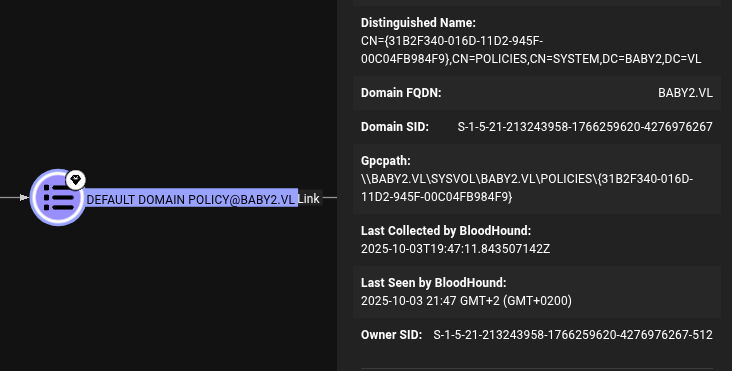 Distinguished Name:
CN={31B2F340-016D-11D2-945F-
00C04FB984F9},CN=POLICIES,CN=SYSTEM,DC=BABY2,DC=VL
Domain FQDN: BABY2.VL
Domain SID: S-1-5-21-213243958-1766259620-4276976267
Gpcpath:
\\BABY2.VL\SYSVOL\BABY2.VL\POLICIES\{31B2F340-016D-
11D2-945F-00C04FB984F9}
DEFAULT DOMAIN POLICY@BABY2.VL Link
Last Collected by BloodHound:
2025-10-03T19:47:11.843507142Z
Last Seen by BloodHound:
2025-10-03 21:47 GMT+2 (GMT+0200)
Owner SID: S-1-5-21-213243958-1766259620-4276976267-512